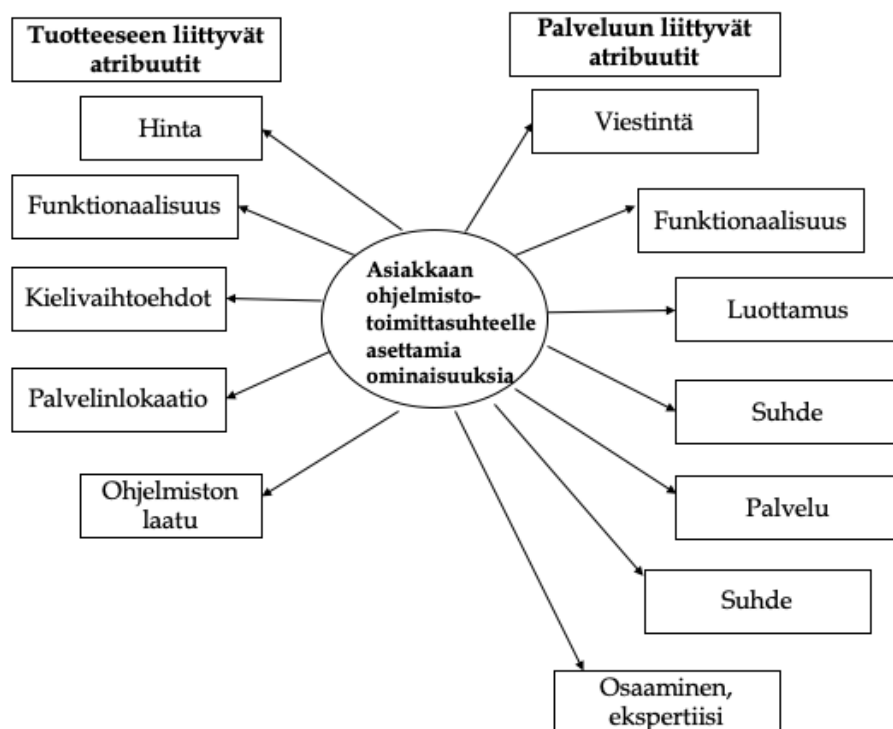 Tuotteeseen liittyvät
atribuutit
Palveluun liittyvät
atribuutit
Hinta
Viestintä
Funktionaalisuus
Funktionaalisuus
Asiakkaan
ohjelmisto-
toimittasuhteelle
asettamia
ominaisuuksia
Kielivaihtoehdot
Luottamus
Palvelinlokaatio
Suhde
Ohjelmiston
laatu
Palvelu
Suhde
Osaaminen,
ekspertiisi